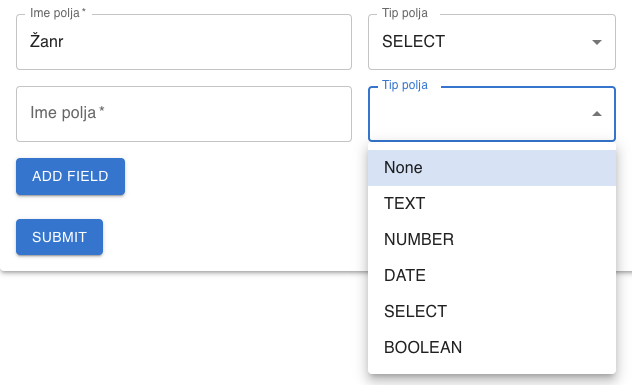 Ime polja *
Žanr
Tip polja
SELECT
Ime polja *
Tip polja
None
TEXT
NUMBER
DATE
SELECT
BOOLEAN
ADD FIELD
SUBMIT